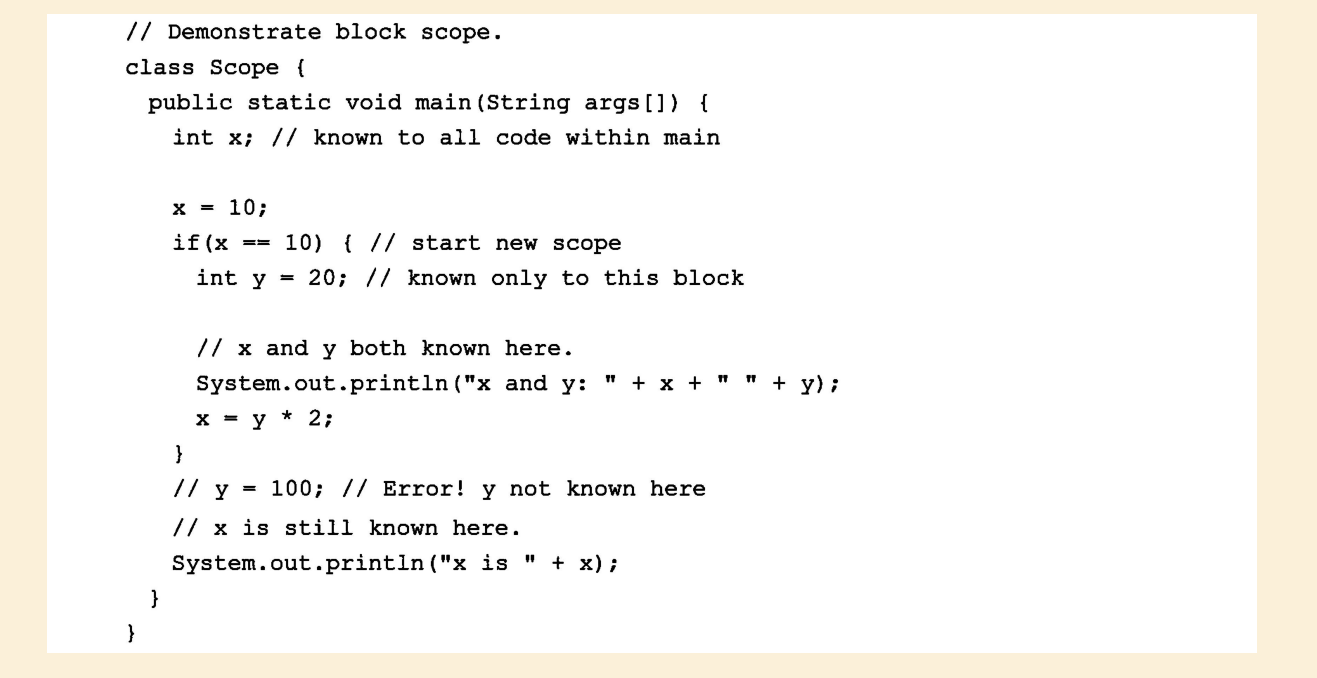 // Demonstrate block scope.
class Scope {
public static void main(String args[]) {
int x; // known to all code within main
x = 10;
if(x == 10) { // start new scope
int y = 20; // known only to this block
// x and y both known here.
System.out.println("x and y: " + x + " " + y);
x = y * 2;
}
// y = 100; // Error! y not known here
// x is still known here.
System.out.println("x is " + x);
}
}